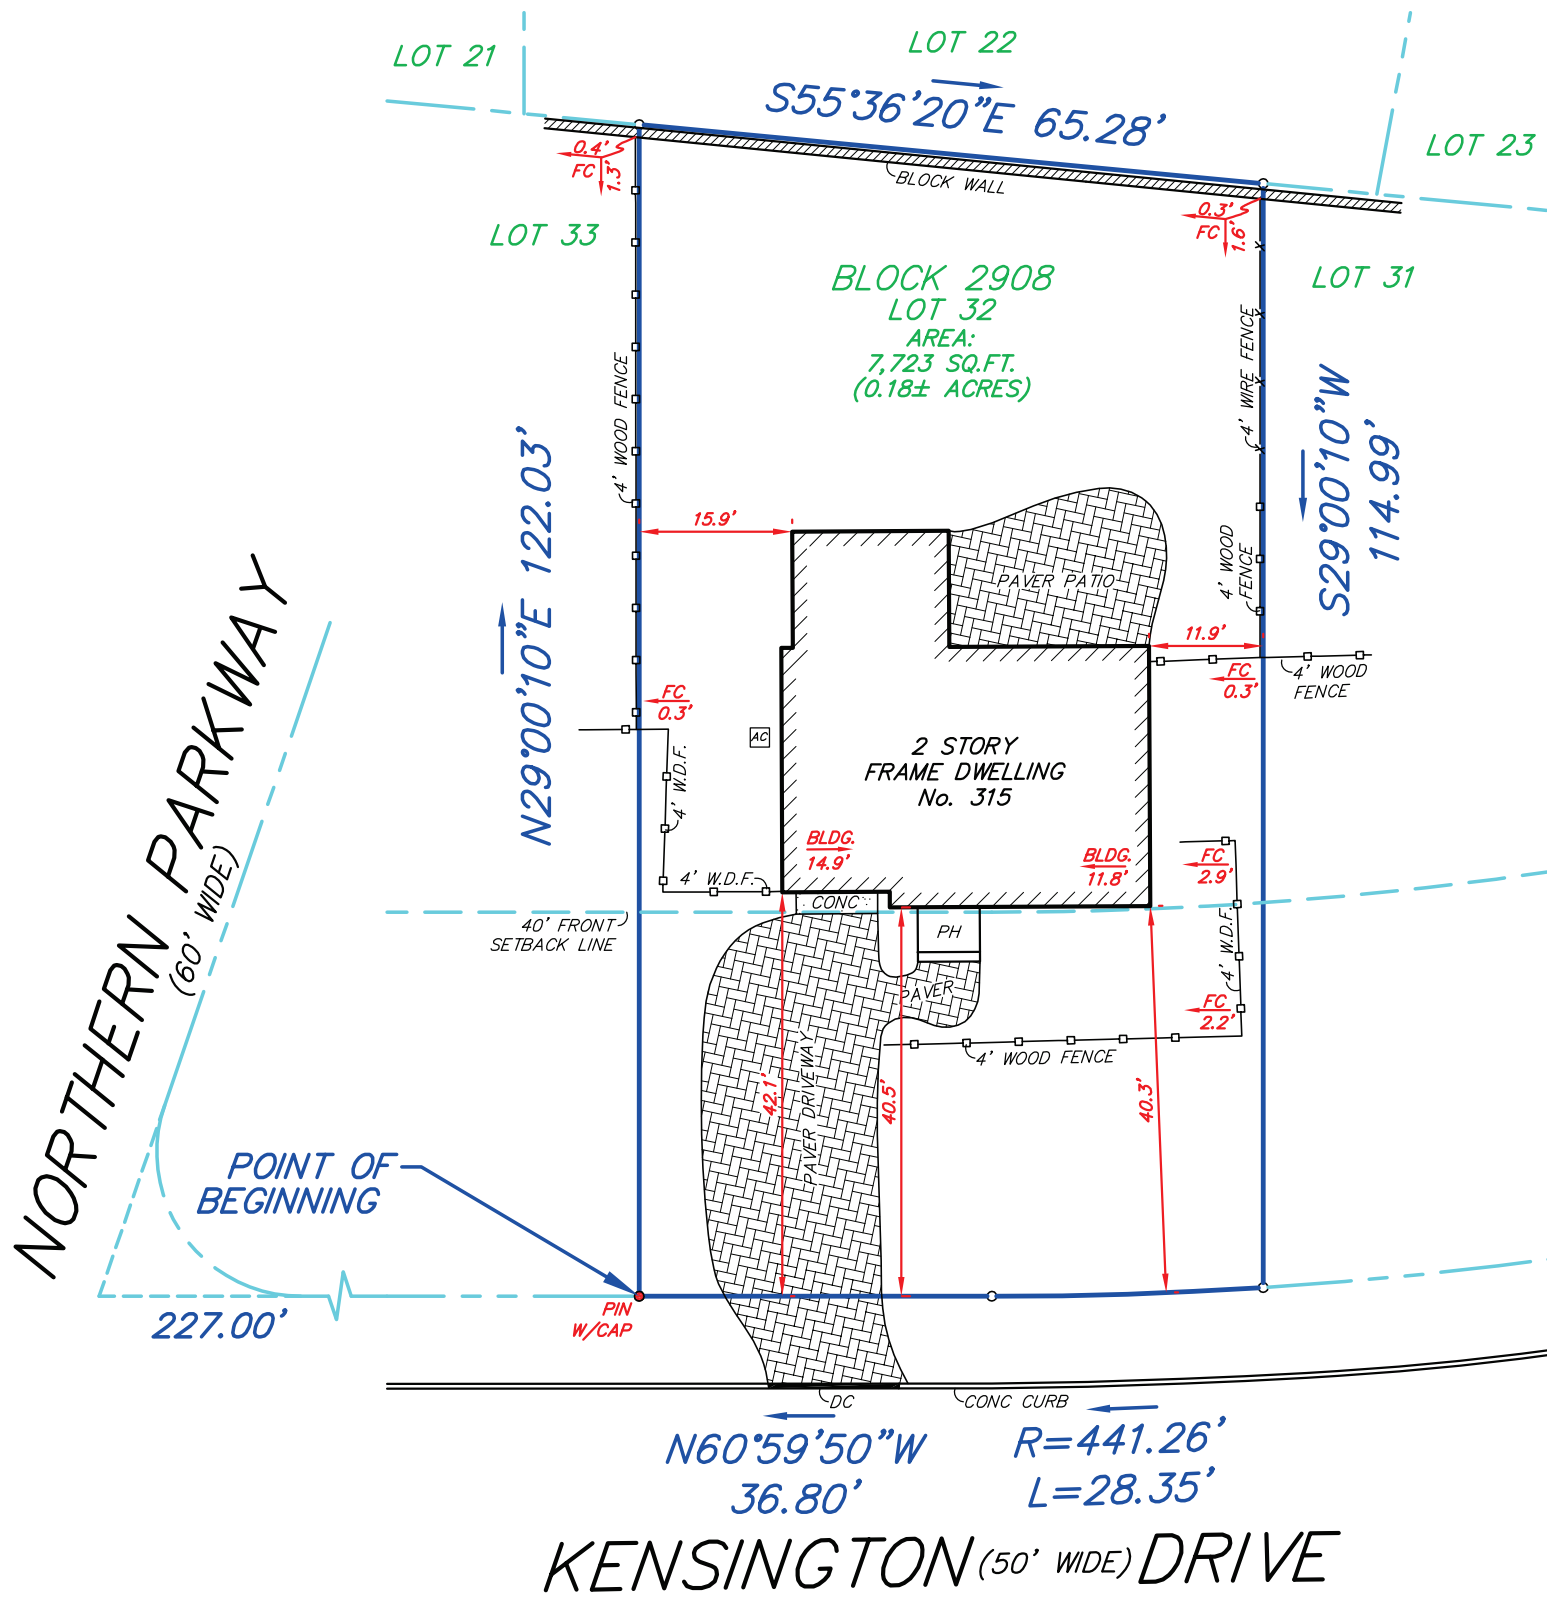 LOT 21
LOT 22
S55°36'20"E 65.28'
LOT 23
0.4'
FC
1.3'
BLOCK WALL
0.3'
FC
1.6'
LOT 33
LOT 31
BLOCK 2908
LOT 32
AREA:
7,723 SQ.FT.
(0.18± ACRES)
4' WOOD FENCE
4' WIRE FENCE
N29°00'10"E 122.03'
S29°00'10"W
114.99'
15.9'
PAVER PATIO
4' WOOD
FENCE
11.9'
FC
0.3'
4' WOOD
FENCE
FC
0.3'
AC
4' W.D.F.
2 STORY
FRAME DWELLING
No. 315
BLDG.
14.9'
BLDG.
11.8'
FC
2.9'
4' W.D.F.
CONC
40' FRONT
SETBACK LINE
PH
4' W.D.F.
PAVER
FC
2.2'
4' WOOD FENCE
NORTHERN PARKWAY
(60' WIDE)
PAVER DRIVEWAY
42.1'
40.5'
40.3'
POINT OF
BEGINNING
PIN
W/CAP
227.00'
DC
CONC CURB
N60°59'50"W
36.80'
R=441.26'
L=28.35'
KENSINGTON (50' WIDE) DRIVE